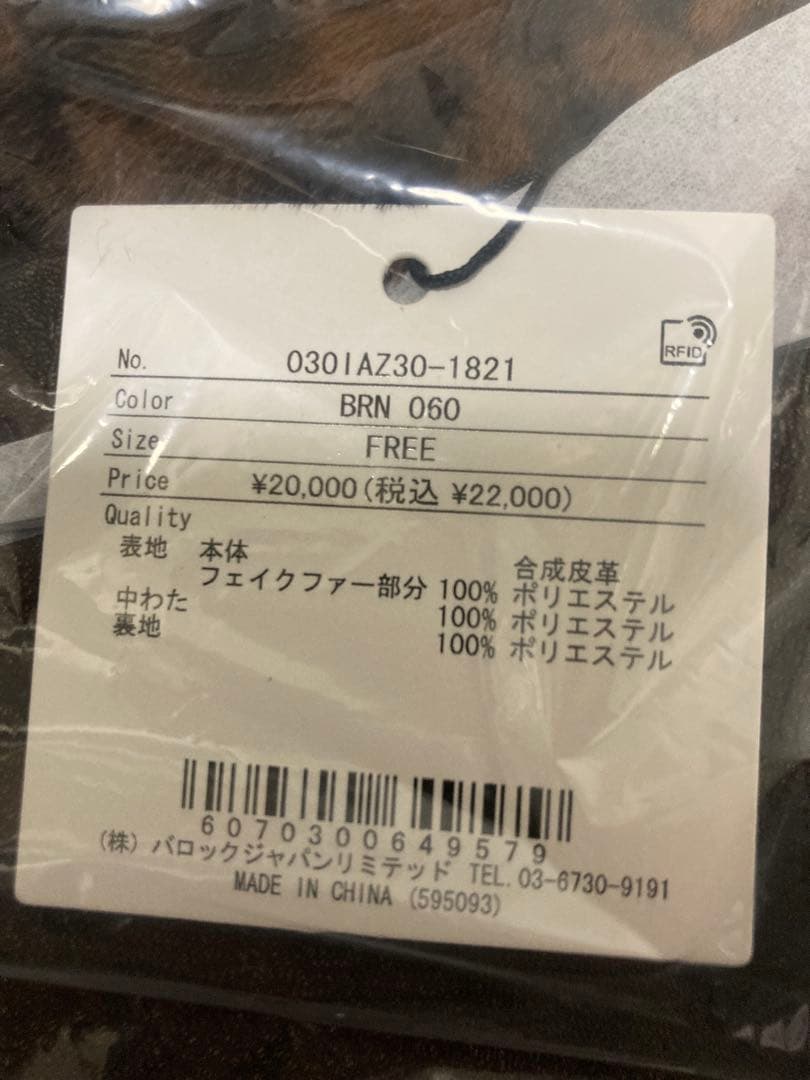 RFID
No. 030IAZ30-1821
Color BRN 060
Size FREE
Price ¥20,000(税込 ¥22,000)
Quality
表地 本体 合成皮革
フェイクファー部分 100% ポリエステル
中わた 100% ポリエステル
裏地 100% ポリエステル
6070300649579
(株) バロックジャパンリミテッド TEL.03-6730-9191
MADE IN CHINA (595093)